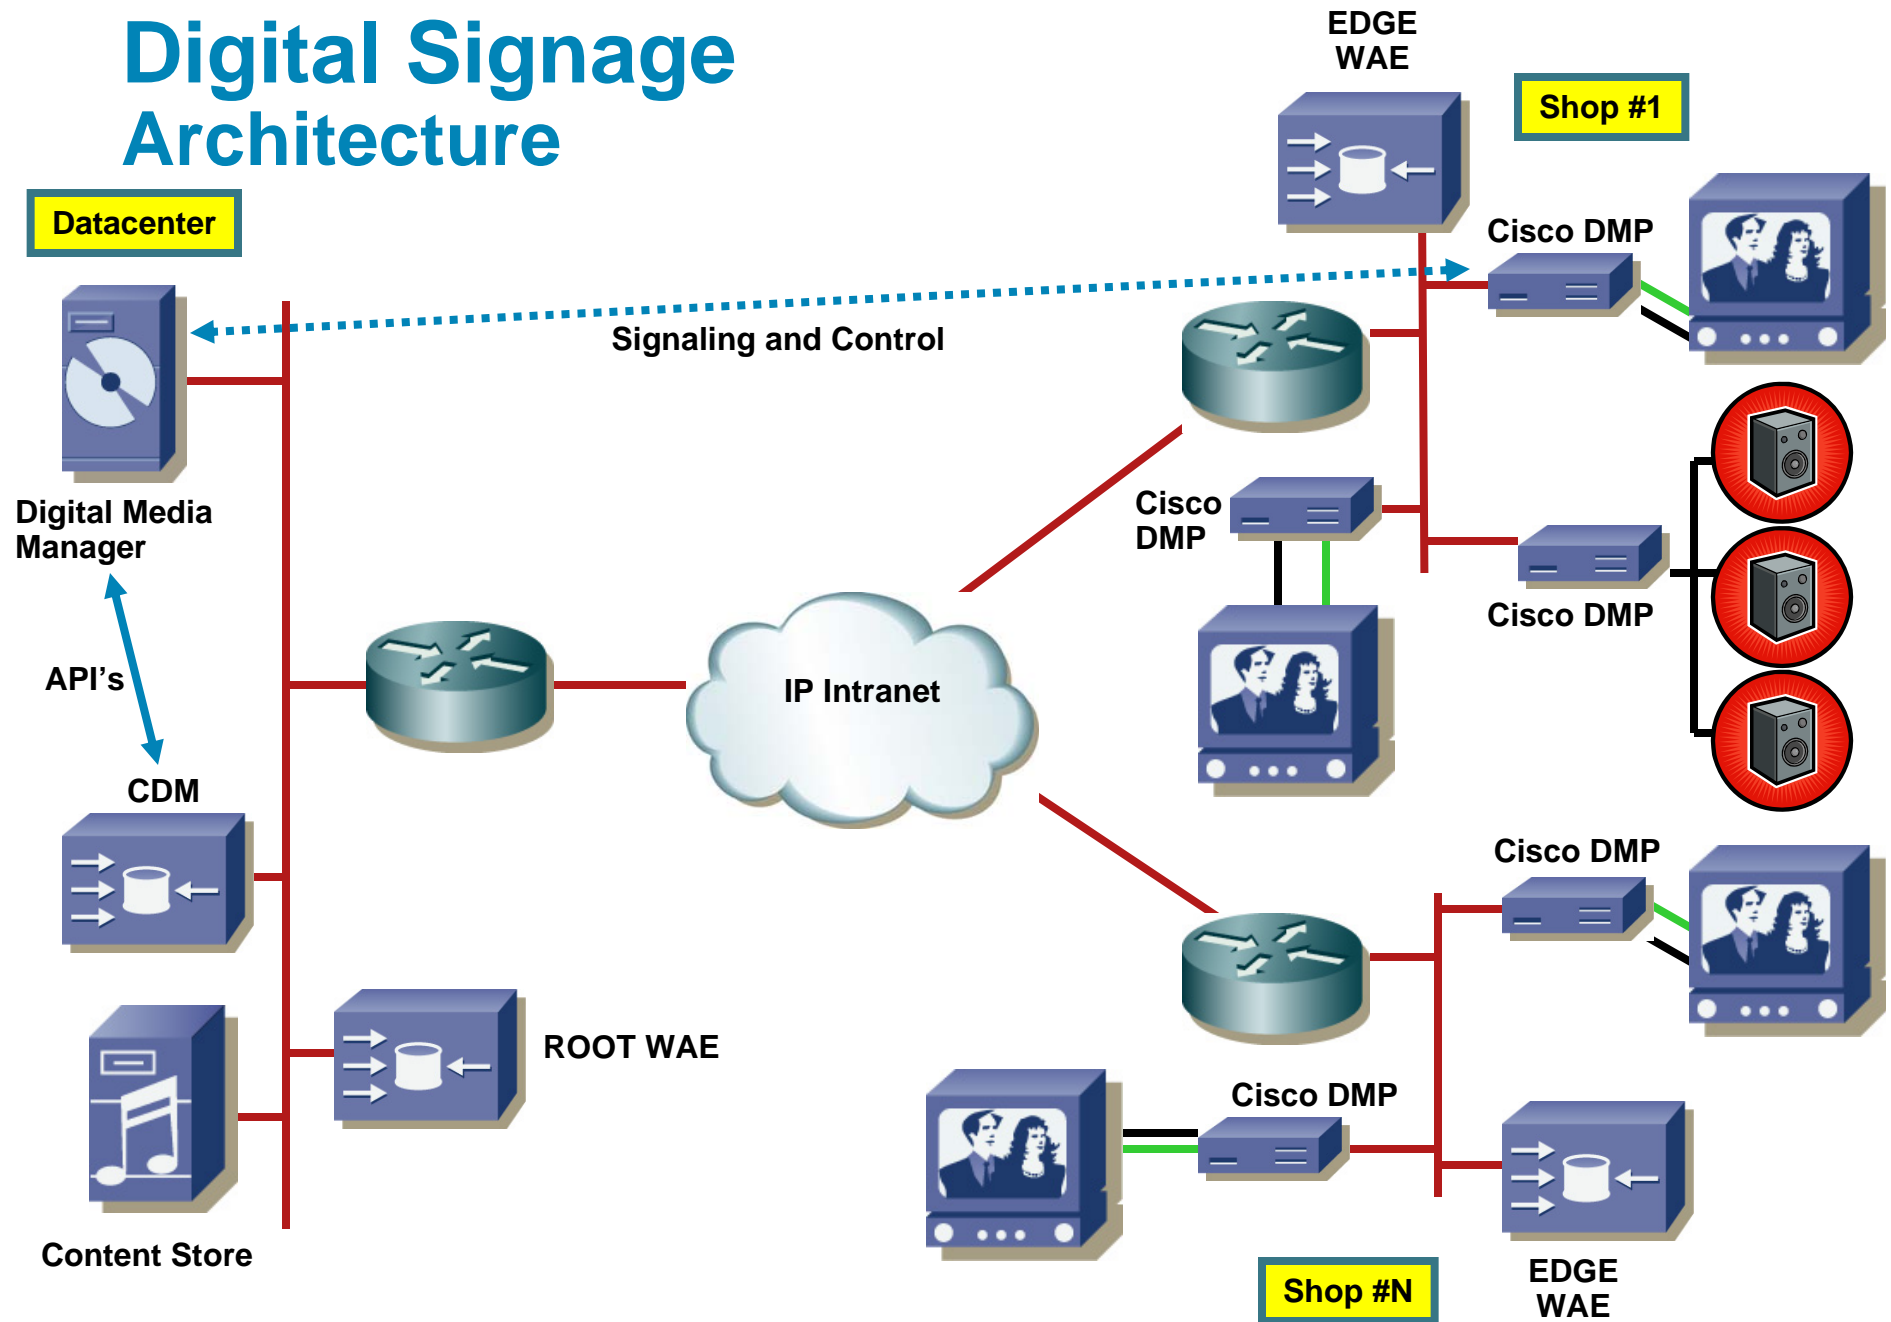 Digital Signage
Architecture
EDGE
WAE
Shop #1
Datacenter
Cisco DMP
Signaling and Control
Digital Media
Manager
Cisco
DMP
Cisco DMP
API's
IP Intranet
CDM
Cisco DMP
ROOT WAE
Cisco DMP
Content Store
Shop #N
EDGE
WAE